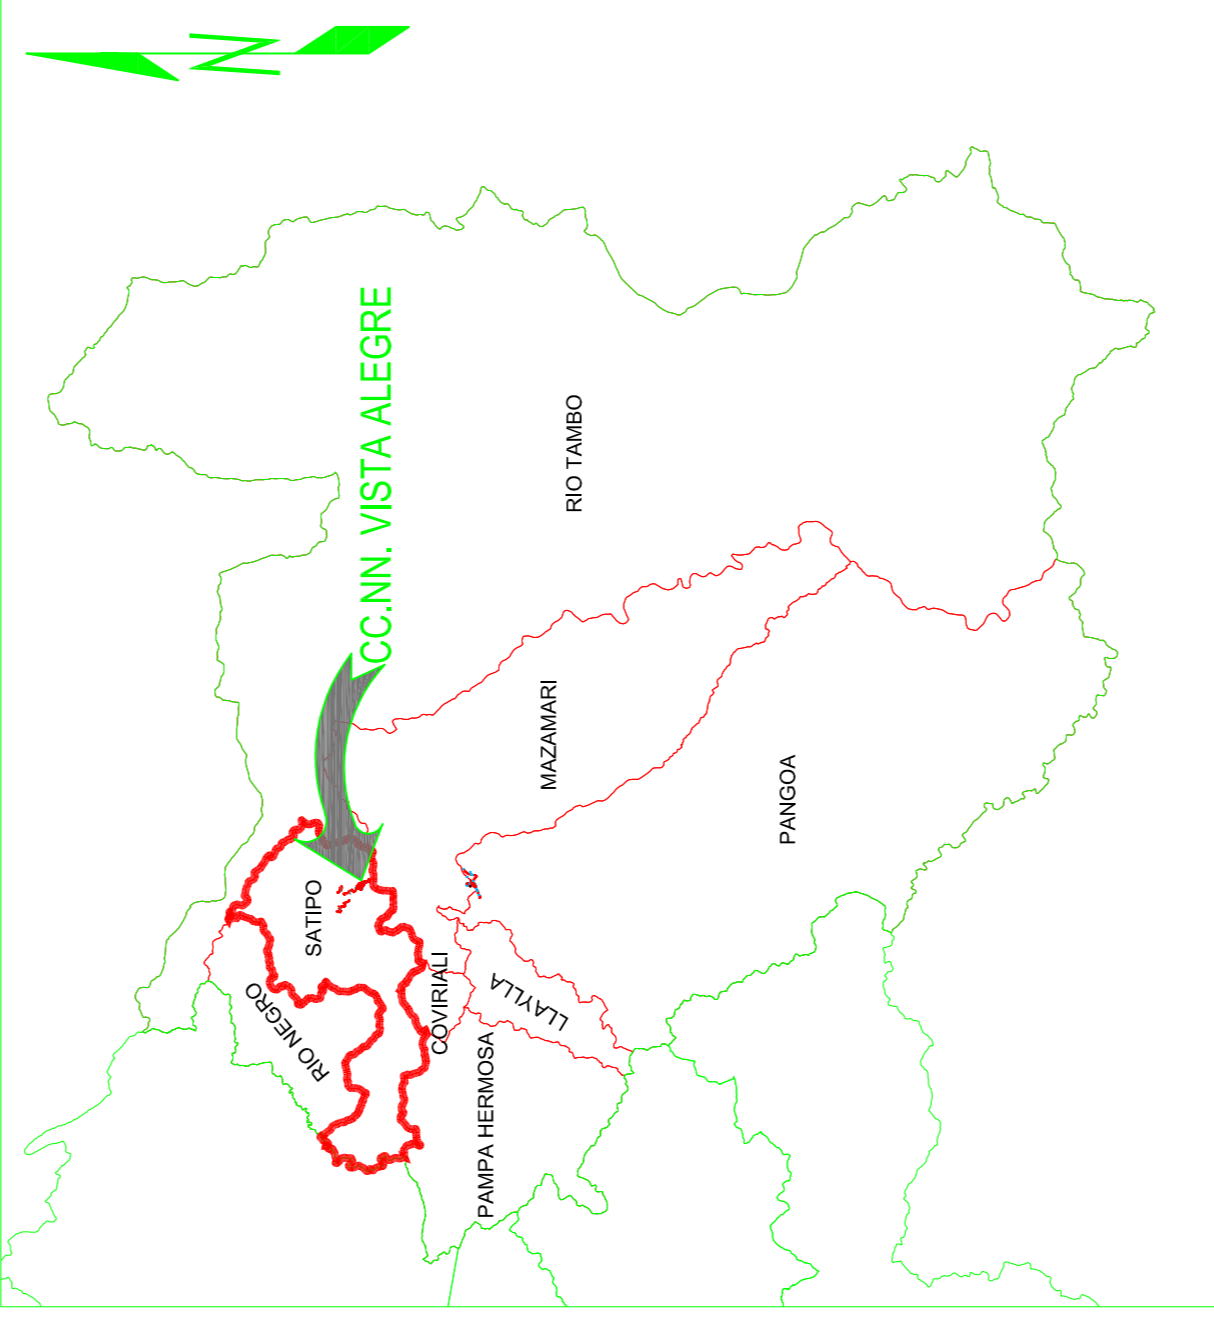 N
CC.NN. VISTA ALEGRE
RIO TAMBO
MAZAMARI
PANGOA
SATIPO
RIO NEGRO
COVIRIALI
LLAYLLA
PAMPA HERMOSA